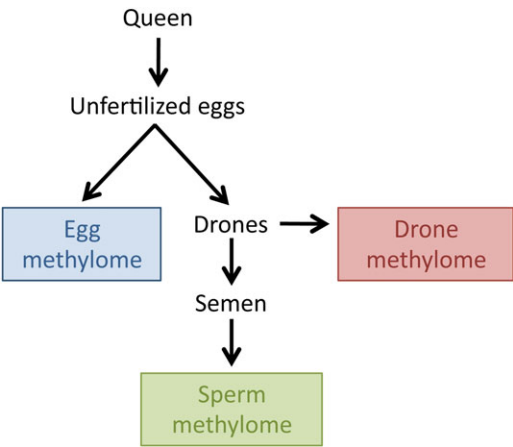 Queen
Unfertilized eggs
Egg
methylome
Drones
Drone
methylome
Semen
Sperm
methylome